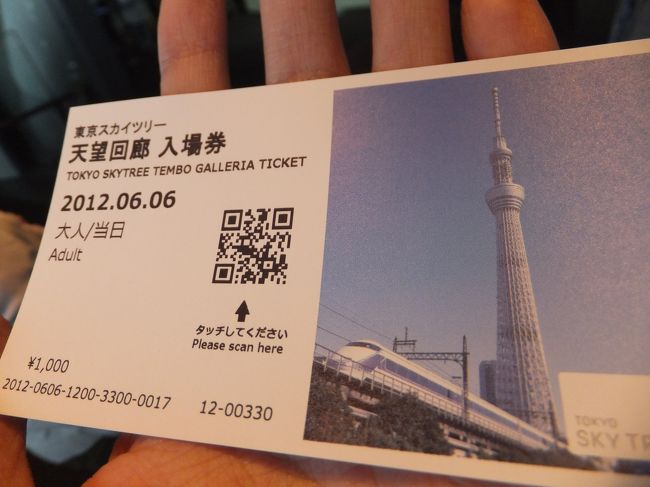 東京スカイツリー
天望回廊 入場券
TOKYO SKYTREE TEMBO GALLERIA TICKET
2012.06.06
大人/当日
Adult
タッチしてください
Please scan here
¥1,000
2012-0606-1200-3300-0017 12-00330
TOKYO
SKY TR